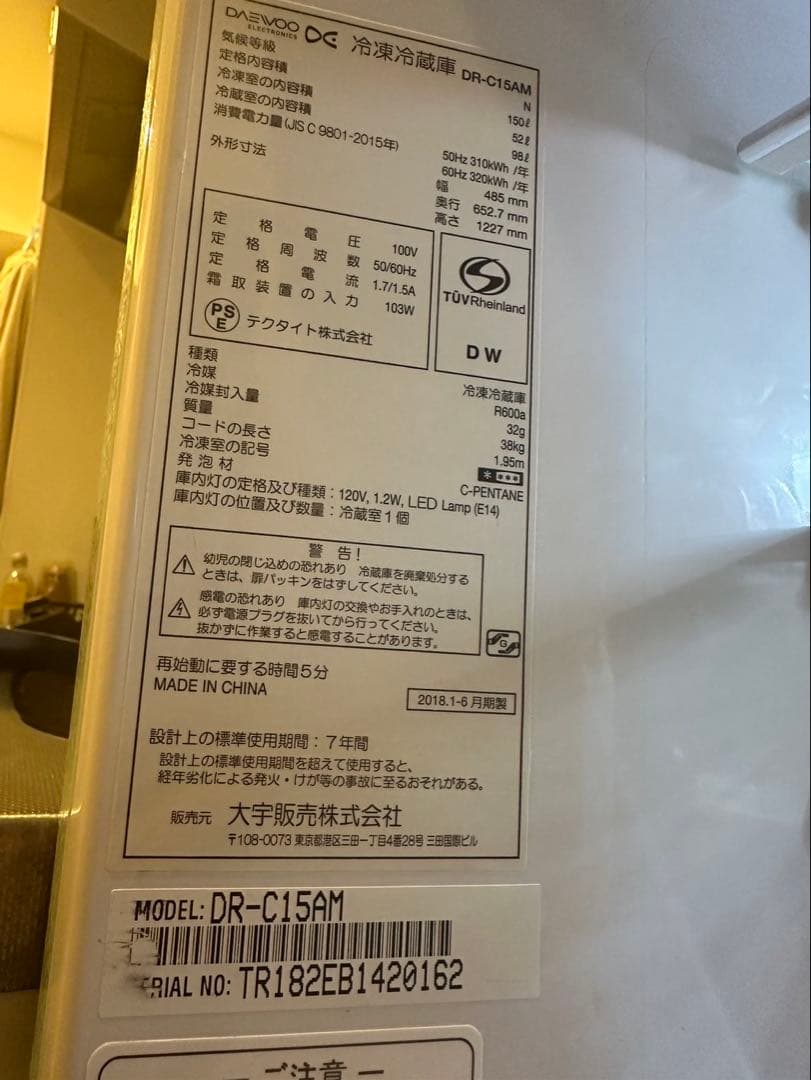 DAEWOO
ELECTRONICS
冷凍冷蔵庫 DR-C15AM
気候等級 N
定格内容積 150ℓ
冷凍室の内容積 52ℓ
冷蔵室の内容積 98ℓ
消費電力量(JIS C 9801-2015年) 50Hz 310kWh /年
60Hz 320kWh /年
外形寸法 幅 485 mm
奥行 652.7 mm
高さ 1227 mm
定格電圧 100V
定格周波数 50/60Hz
定格電流 1.7/1.5A
霜取装置の入力 103W
PS
E
テクタイト株式会社
TÜVRheinland
DW
種類 冷凍冷蔵庫
冷媒 R600a
冷媒封入量 32g
質量 38kg
コードの長さ 1.95m
冷凍室の記号 * ***
発泡材 C-PENTANE
庫内灯の定格及び種類：120V, 1.2W, LED Lamp (E14)
庫内灯の位置及び数量：冷蔵室１個
警告！
幼児の閉じ込めの恐れあり 冷蔵庫を廃棄処分する
ときは、扉パッキンをはずしてください。
感電の恐れあり 庫内灯の交換やお手入れのときは、
必ず電源プラグを抜いてから行ってください。
抜かずに作業すると感電することがあります。
G
再始動に要する時間５分
MADE IN CHINA
2018.1-6月期製
設計上の標準使用期間：７年間
設計上の標準使用期間を超えて使用すると、
経年劣化による発火・けが等の事故に至るおそれがある。
販売元 大宇販売株式会社
〒108-0073 東京都港区三田一丁目4番28号 三田国際ビル
MODEL: DR-C15AM
ERIAL NO: TR182EB1420162
ー ご注意 ー